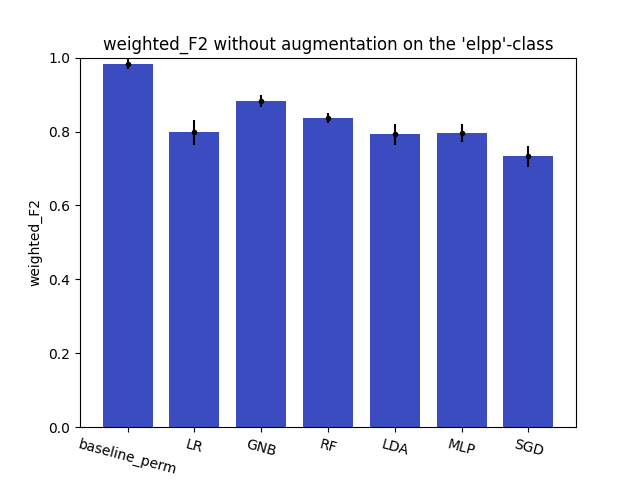 weighted_F2 without augmentation on the 'elpp'-class
weighted_F2
1.0
0.8
0.6
0.4
0.2
0.0
baseline_perm LR GNB RF LDA MLP SGD